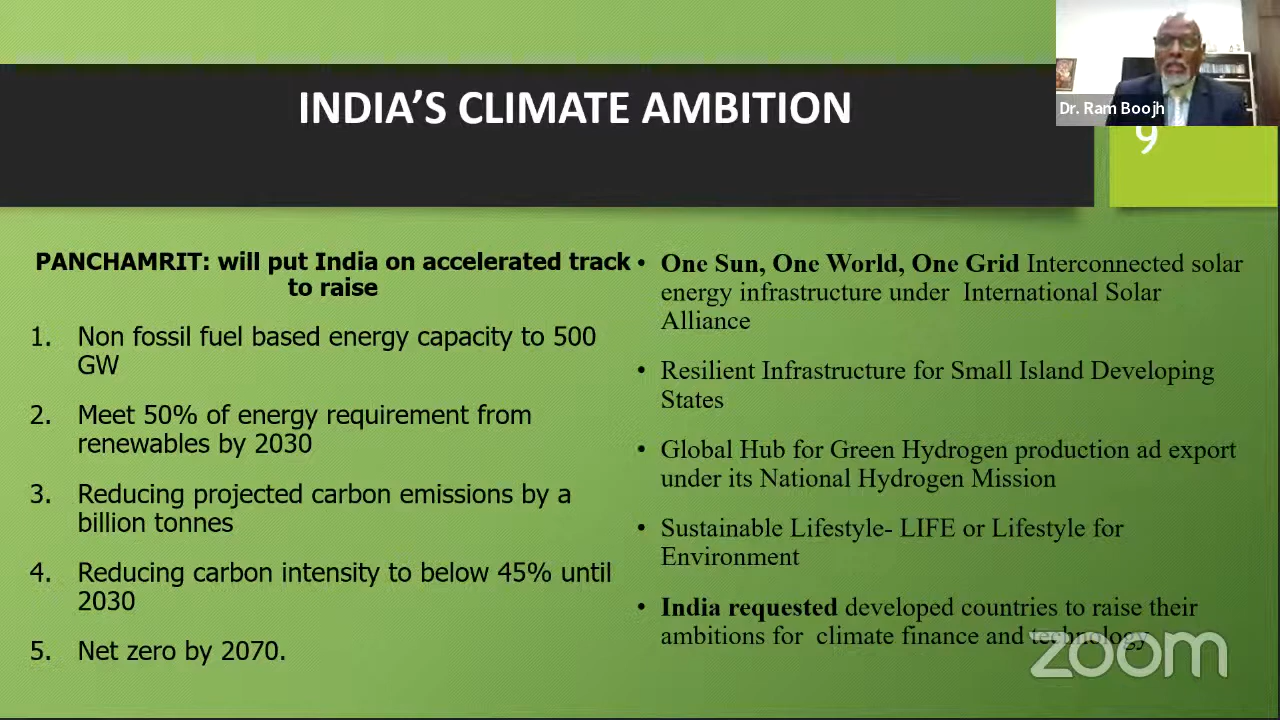 INDIA’S CLIMATE AMBITION
Dr. Ram Boojh
9
PANCHAMRIT: will put India on accelerated track
to raise
1. Non fossil fuel based energy capacity to 500
GW
2. Meet 50% of energy requirement from
renewables by 2030
3. Reducing projected carbon emissions by a
billion tonnes
4. Reducing carbon intensity to below 45% until
2030
5. Net zero by 2070.
• One Sun, One World, One Grid Interconnected solar
energy infrastructure under International Solar
Alliance
• Resilient Infrastructure for Small Island Developing
States
• Global Hub for Green Hydrogen production ad export
under its National Hydrogen Mission
• Sustainable Lifestyle- LIFE or Lifestyle for
Environment
• India requested developed countries to raise their
ambitions for climate finance and technology
zoom